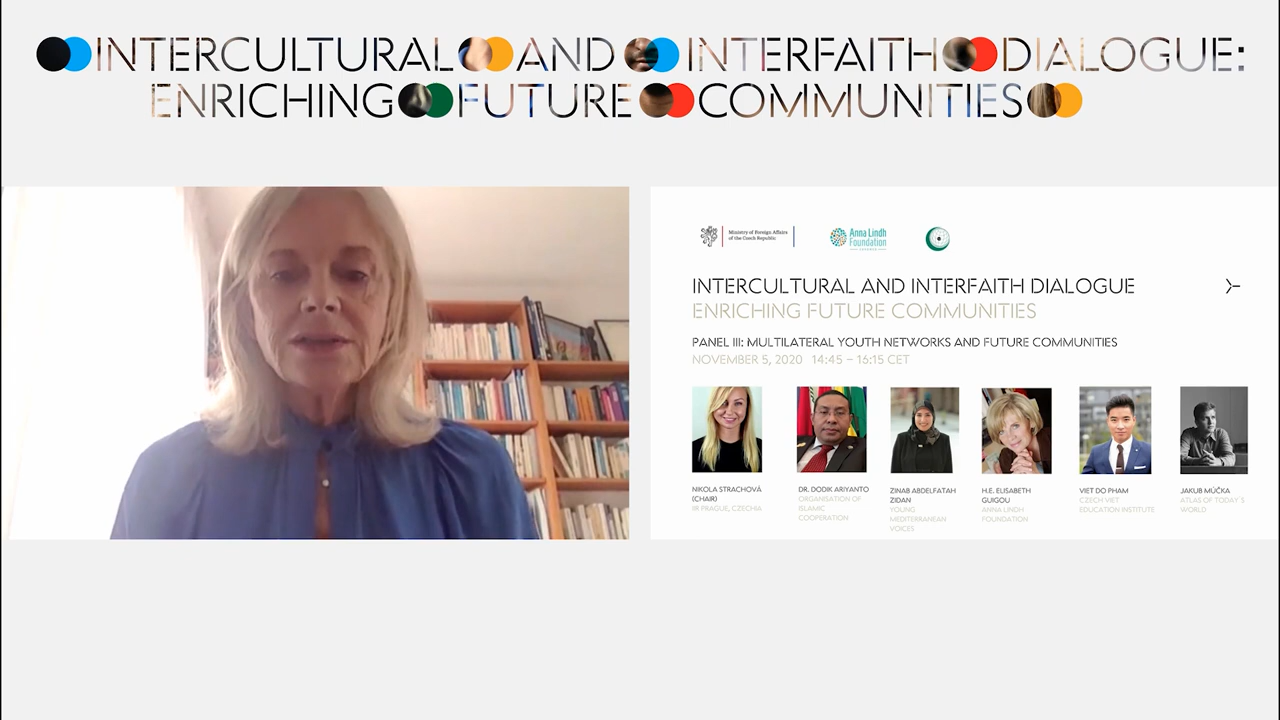 INTERCULTURAL AND INTERFAITH DIALOGUE:
ENRICHING FUTURE COMMUNITIES
Ministry of Foreign Affairs
of the Czech Republic
Anna Lindh
Foundation
INTERCULTURAL AND INTERFAITH DIALOGUE
ENRICHING FUTURE COMMUNITIES
PANEL III: MULTILATERAL YOUTH NETWORKS AND FUTURE COMMUNITIES
NOVEMBER 5, 2020 14:45 – 16:15 CET
NIKOLA STRACHOVÁ
(CHAIR)
IIR PRAGUE, CZECHIA
DR. DODIK ARIYANTO
ORGANISATION OF
ISLAMIC
COOPERATION
ZINAB ABDELFATAH
ZIDAN
YOUNG
MEDITERRANEAN
VOICES
H.E. ELISABETH
GUIGOU
ANNA LINDH
FOUNDATION
VIET DO PHAM
CZECH VIET
EDUCATION INSTITUTE
JAKUB MÚČKA
ATLAS OF TODAY´S
WORLD